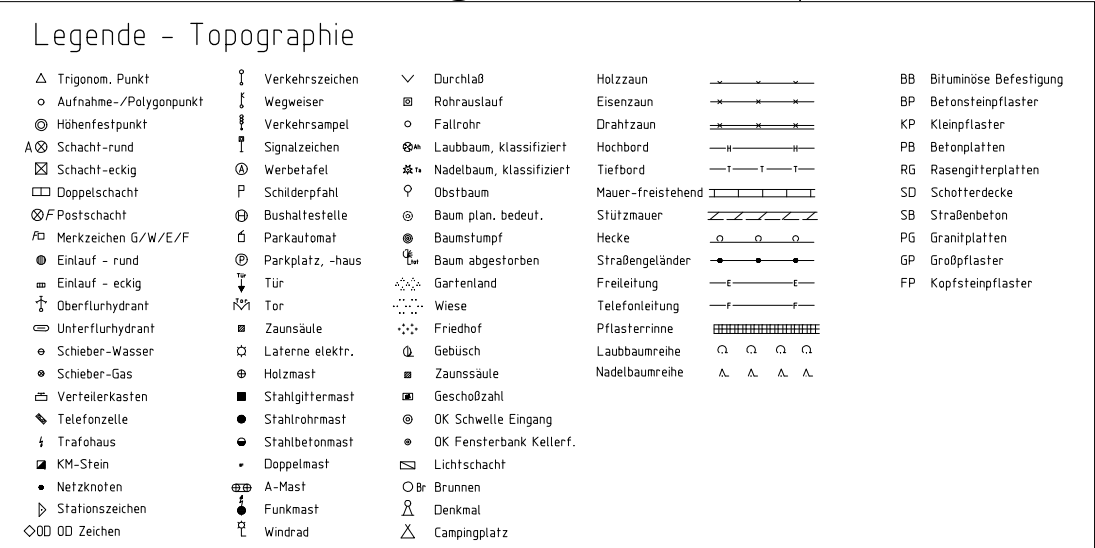 Legende - Topographie
Trigonom. Punkt
Aufnahme-/Polygonpunkt
Höhenfestpunkt
A Schacht-rund
Schacht-eckig
Doppelschacht
F Postschacht
F Merkzeichen G/W/E/F
Einlauf - rund
Einlauf - eckig
Oberflurhydrant
Unterflurhydrant
Schieber-Wasser
Schieber-Gas
Verteilerkasten
Telefonzelle
Trafohaus
KM-Stein
Netzknoten
Stationszeichen
OD OD Zeichen
Verkehrszeichen
Wegweiser
Verkehrsampel
Signalzeichen
A Werbetafel
Schilderpfahl
H Bushaltestelle
Parkautomat
P Parkplatz, -haus
Tür Tür
Tor Tor
Zaunsäule
Laterne elektr.
Holzmast
Stahlgittermast
Stahlrohrmast
Stahlbetonmast
Doppelmast
A-Mast
Funkmast
Windrad
Durchlaß
Rohrauslauf
Fallrohr
Ah Laubbaum, klassifiziert
Ta Nadelbaum, klassifiziert
Obstbaum
Baum plan. bedeut.
Baumstumpf
tot Baum abgestorben
Gartenland
Wiese
Friedhof
Gebüsch
Zaunssäule
Geschoßzahl
OK Schwelle Eingang
OK Fensterbank Kellerf.
Lichtschacht
Br Brunnen
Denkmal
Campingplatz
Holzzaun
Eisenzaun
Drahtzaun
Hochbord H H
Tiefbord T T T
Mauer-freistehend
Stützmauer
Hecke
Straßengeländer
Freileitung E E
Telefonleitung F F
Pflasterrinne
Laubbaumreihe
Nadelbaumreihe
BB Bituminöse Befestigung
BP Betonsteinpflaster
KP Kleinpflaster
PB Betonplatten
RG Rasengitterplatten
SD Schotterdecke
SB Straßenbeton
PG Granitplatten
GP Großpflaster
FP Kopfsteinpflaster